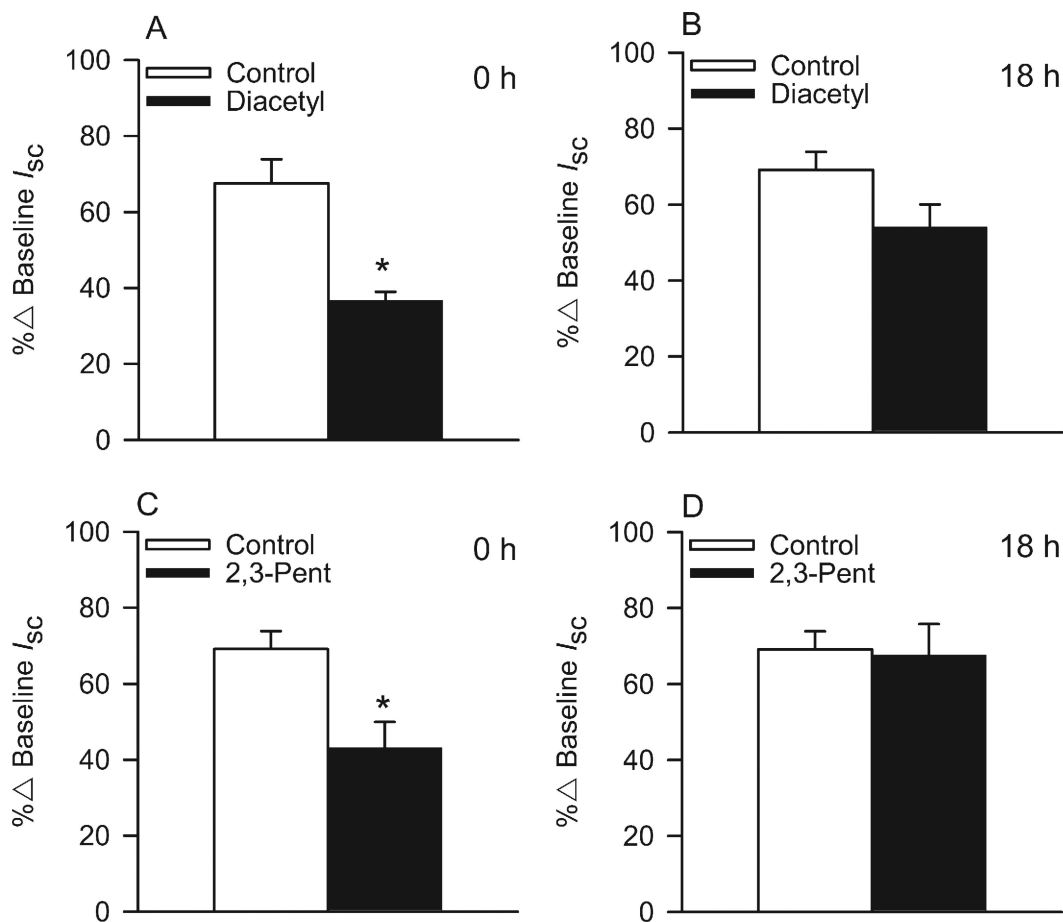 A
100
80
60
40
20
0
%△ Baseline Isc
Control
Diacetyl
0 h
*
B
100
80
60
40
20
0
%△ Baseline Isc
Control
Diacetyl
18 h
C
100
80
60
40
20
0
%△ Baseline Isc
Control
2,3-Pent
0 h
*
D
100
80
60
40
20
0
%△ Baseline Isc
Control
2,3-Pent
18 h